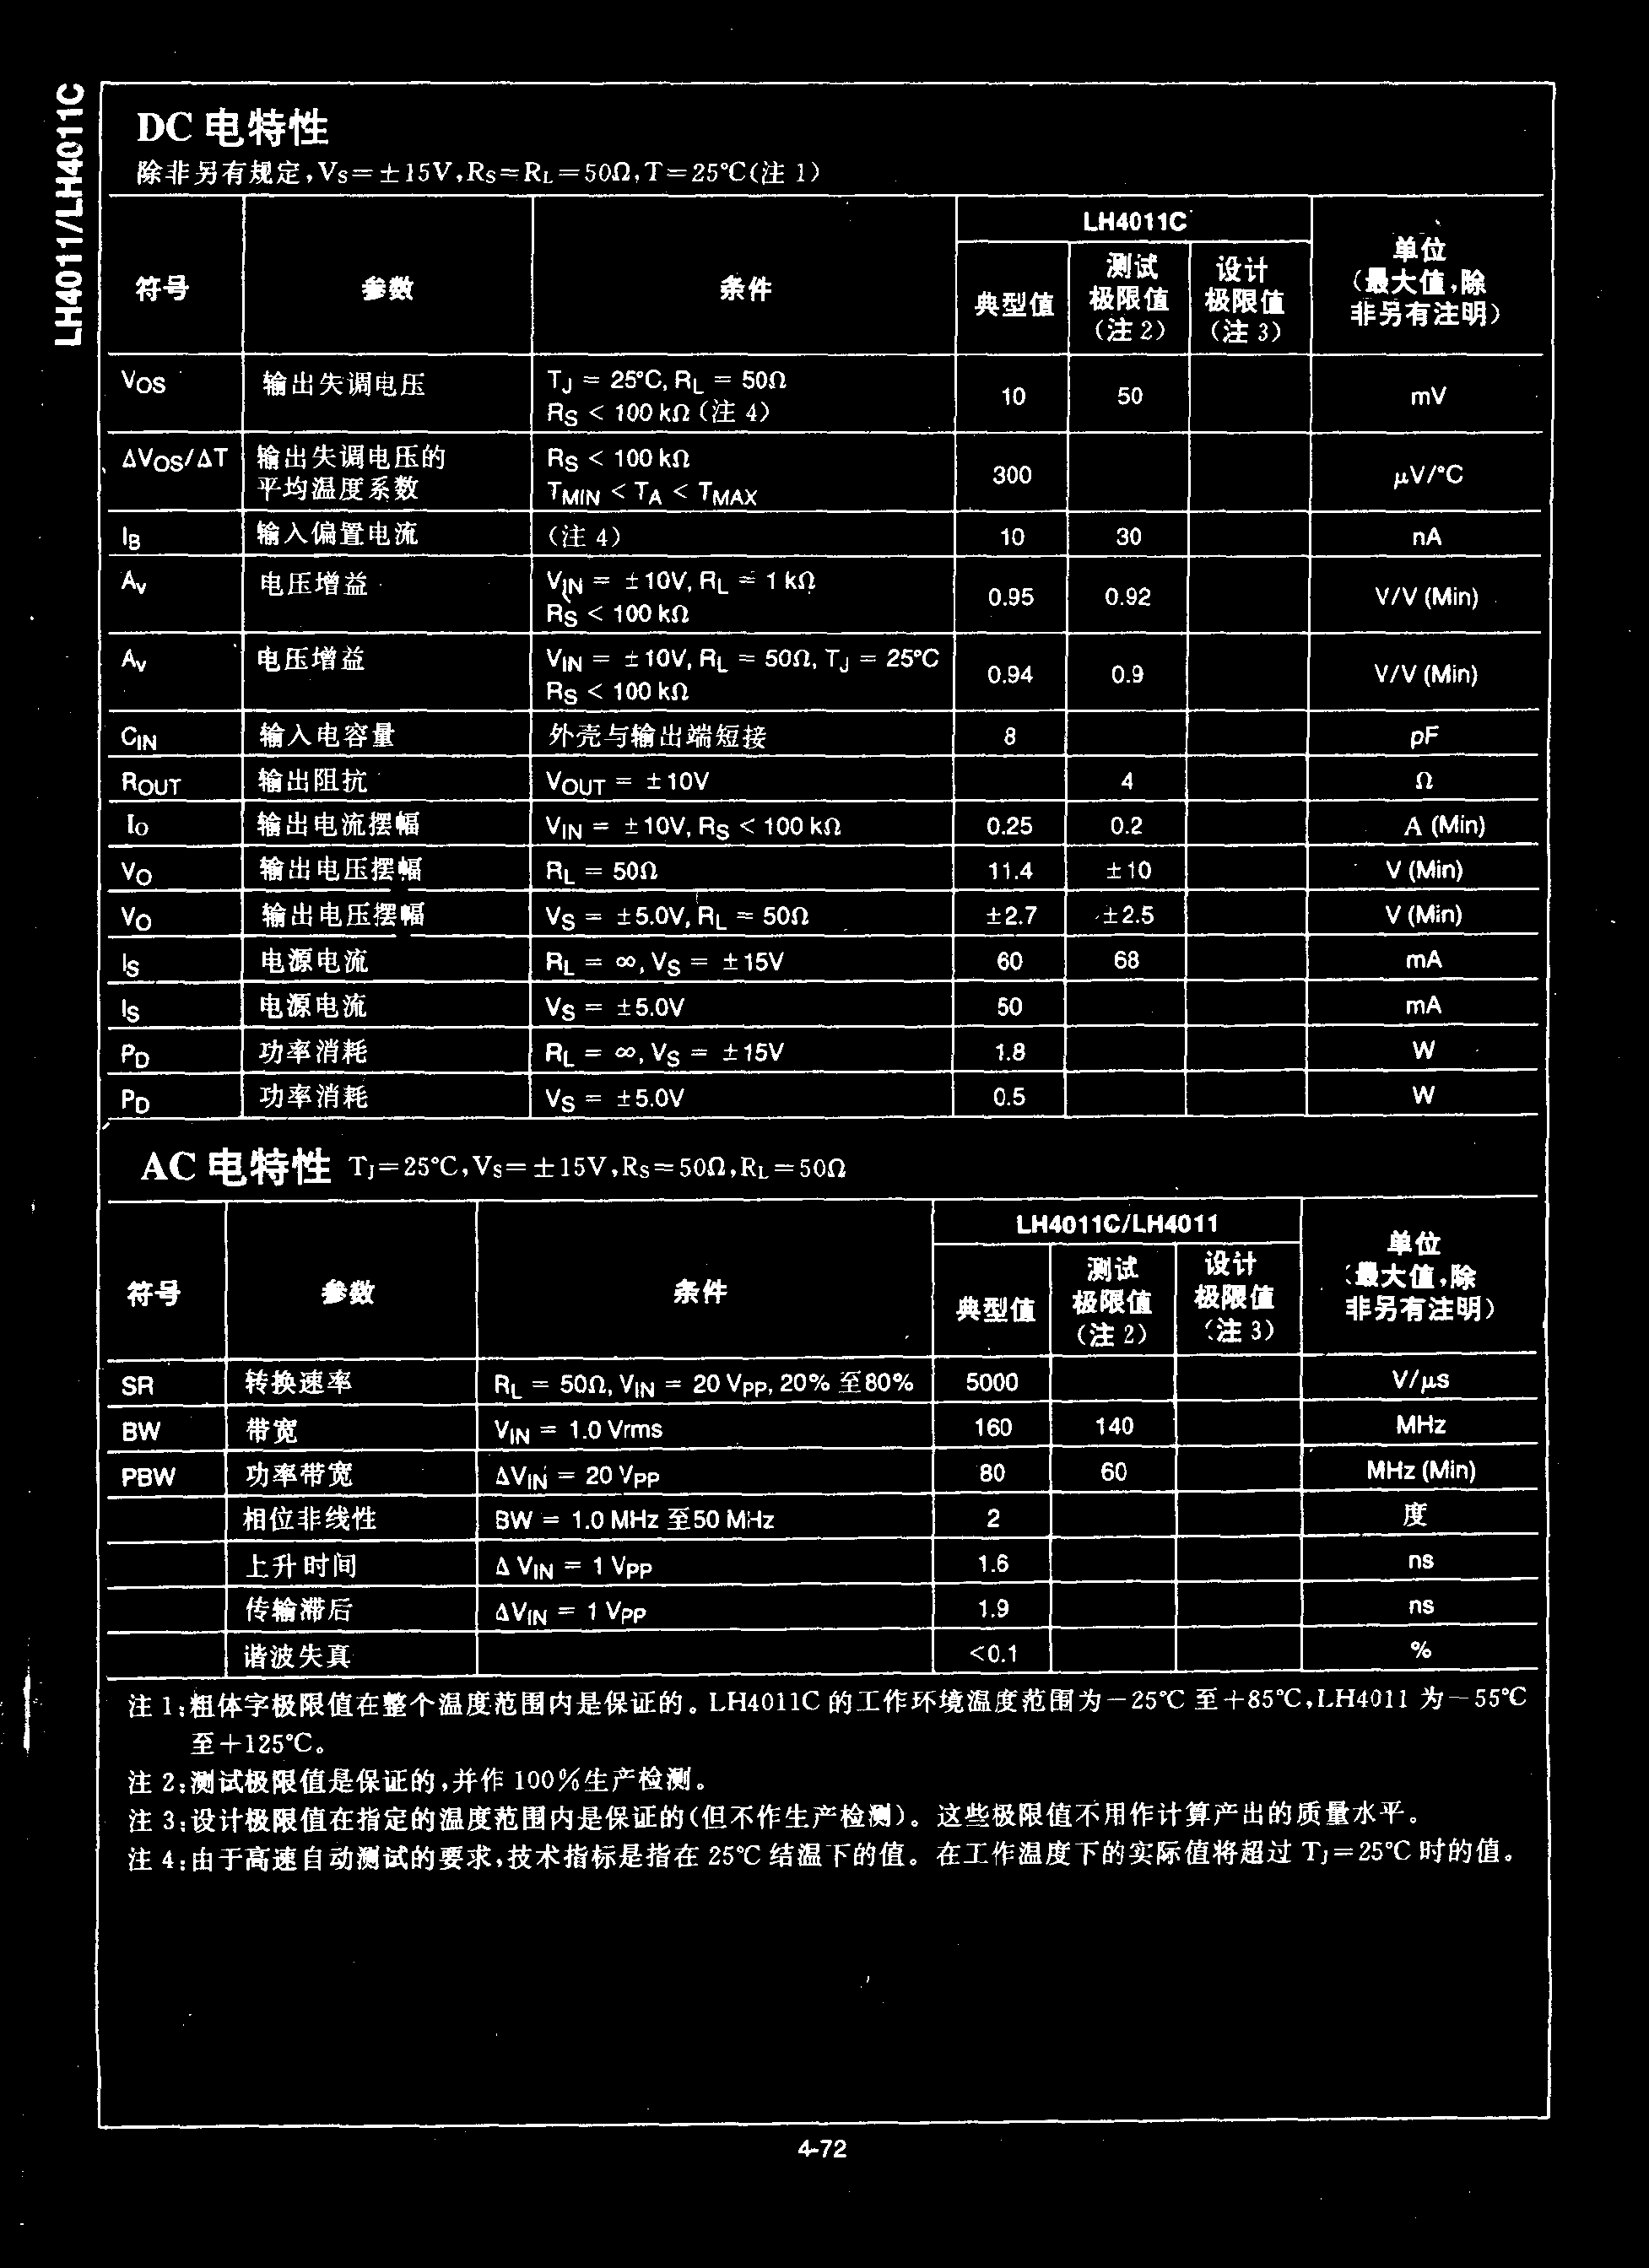 LH4011/LH4011C
DC 电特性
除非另有规定,Vs=±15V,Rs=RL=50Ω,T=25℃(注 1)
符号 参数 条件 LH4011C 单位(最大值,除非另有注明)
典型值 测试极限值(注 2) 设计极限值(注 3)
VOS 输出失调电压 TJ = 25°C, RL = 50Ω
RS < 100 kΩ (注 4) 10 50 mV
ΔVOS/ΔT 输出失调电压的 RS < 100 kΩ
平均温度系数 TMIN < TA < TMAX 300 μV/°C
IB 输入偏置电流 (注 4) 10 30 nA
Av 电压增益 VIN = ±10V, RL = 1 kΩ
RS < 100 kΩ 0.95 0.92 V/V (Min)
Av 电压增益 VIN = ±10V, RL = 50Ω, TJ = 25°C
RS < 100 kΩ 0.94 0.9 V/V (Min)
CIN 输入电容量 外壳与输出端短接 8 pF
ROUT 输出阻抗 VOUT = ±10V 4 Ω
IO 输出电流摆幅 VIN = ±10V, RS < 100 kΩ 0.25 0.2 A (Min)
VO 输出电压摆幅 RL = 50Ω 11.4 ±10 V (Min)
VO 输出电压摆幅 VS = ±5.0V, RL = 50Ω ±2.7 ±2.5 V (Min)
IS 电源电流 RL = ∞, VS = ±15V 60 68 mA
IS 电源电流 VS = ±5.0V 50 mA
PD 功率消耗 RL = ∞, VS = ±15V 1.8 W
PD 功率消耗 VS = ±5.0V 0.5 W
AC 电特性 TJ=25℃,Vs=±15V,Rs=50Ω,RL=50Ω
符号 参数 条件 LH4011C/LH4011 单位(最大值,除非另有注明)
典型值 测试极限值(注 2) 设计极限值(注 3)
SR 转换速率 RL = 50Ω, VIN = 20 VPP, 20% 至80% 5000 V/μs
BW 带宽 VIN = 1.0 Vrms 160 140 MHz
PBW 功率带宽 ΔVIN = 20 VPP 80 60 MHz (Min)
相位非线性 BW = 1.0 MHz 至50 MHz 2 度
上升时间 Δ VIN = 1 VPP 1.6 ns
传输滞后 ΔVIN = 1 VPP 1.9 ns
谐波失真 <0.1 %
注 1:粗体字极限值在整个温度范围内是保证的。LH4011C 的工作环境温度范围为-25℃ 至+85℃,LH4011 为-55℃
至+125℃。
注 2:测试极限值是保证的,并作 100%生产检测。
注 3:设计极限值在指定的温度范围内是保证的(但不作生产检测)。这些极限值不用作计算产出的质量水平。
注 4:由于高速自动测试的要求,技术指标是指在 25℃ 结温下的值。在工作温度下的实际值将超过 TJ=25℃ 时的值。
4-72